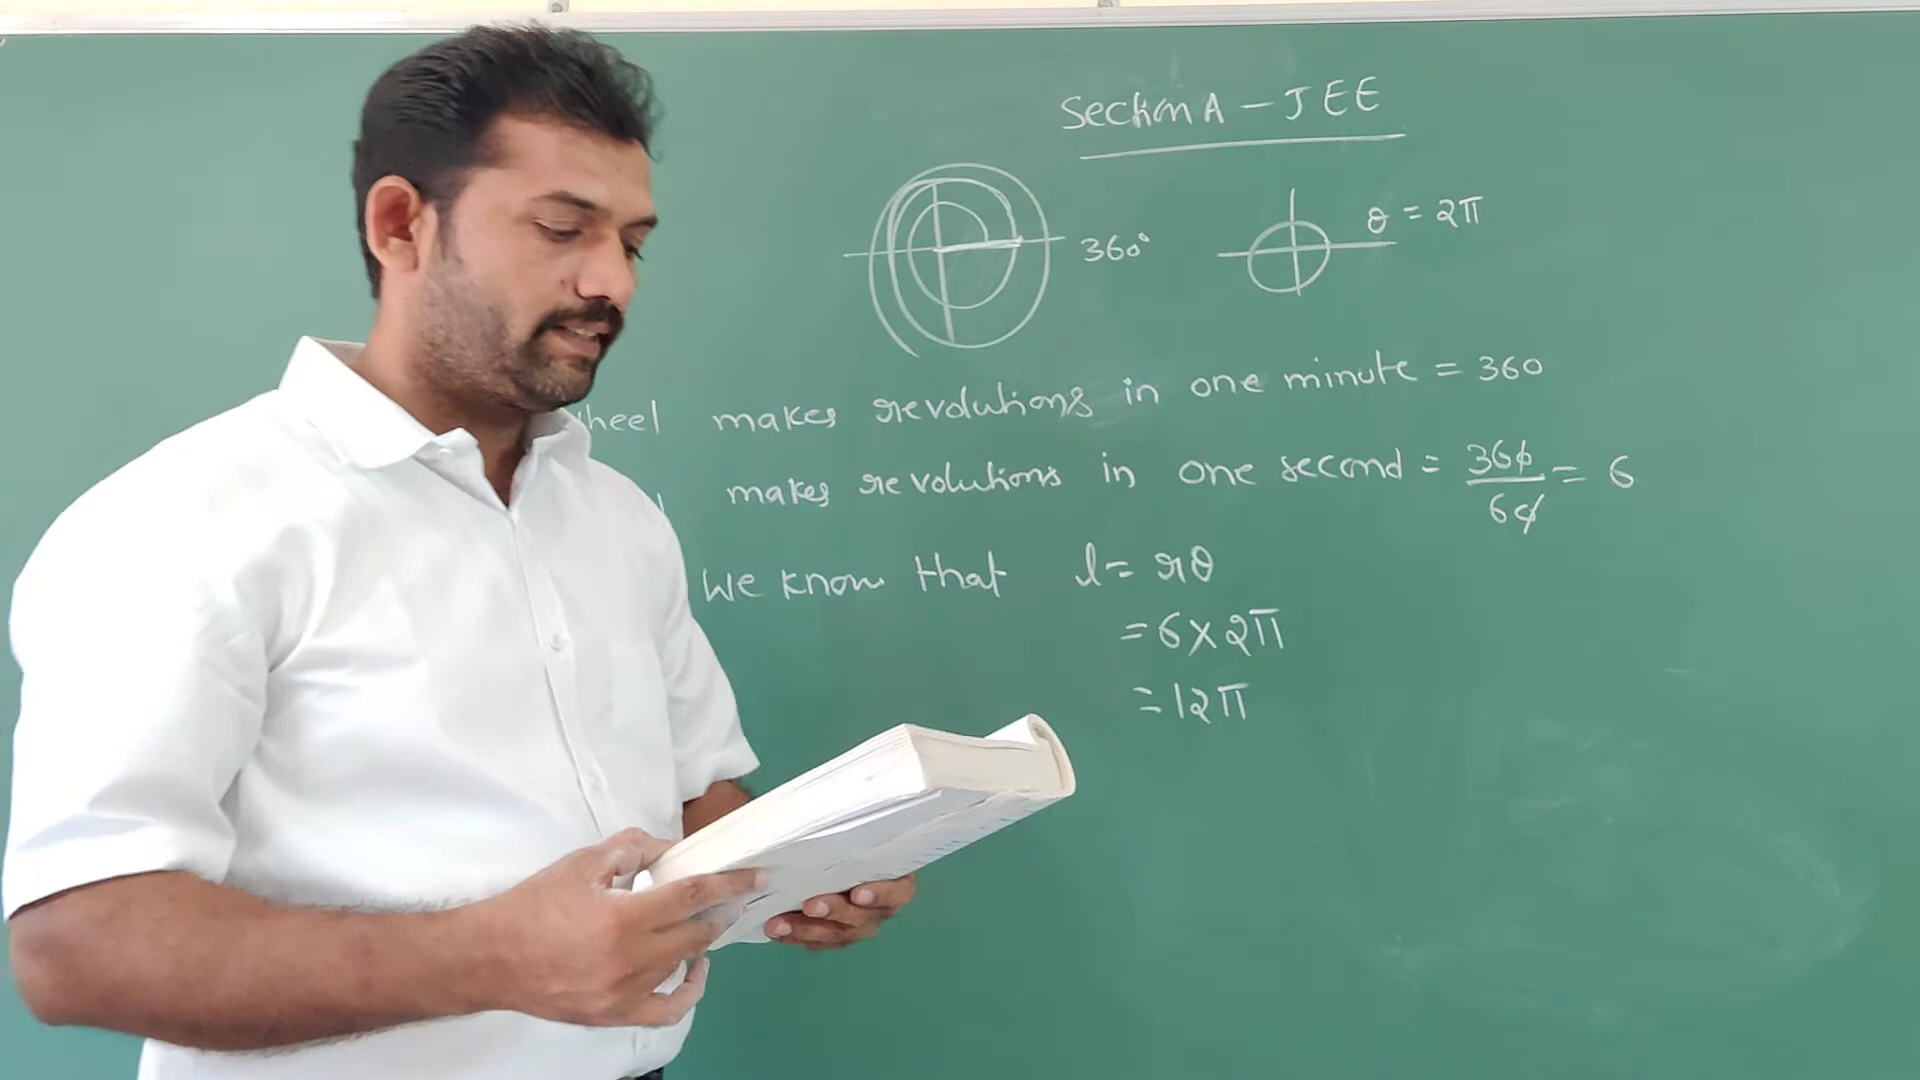 Section A - JEE
360°
θ = 2π
heel makes revolutions in one minute = 360
makes revolutions in one second = 360/60 = 6
We know that l = rθ
= 6 × 2π
= 12π